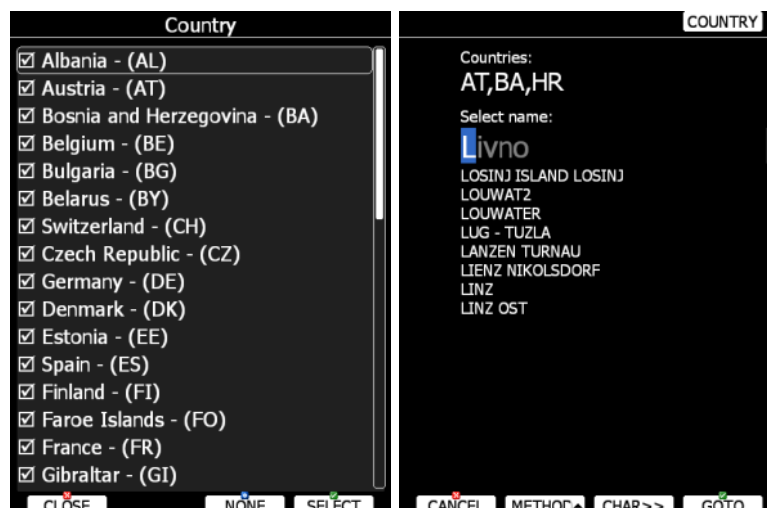 Country
Albania - (AL)
Austria - (AT)
Bosnia and Herzegovina - (BA)
Belgium - (BE)
Bulgaria - (BG)
Belarus - (BY)
Switzerland - (CH)
Czech Republic - (CZ)
Germany - (DE)
Denmark - (DK)
Estonia - (EE)
Spain - (ES)
Finland - (FI)
Faroe Islands - (FO)
France - (FR)
Gibraltar - (GI)
CLOSE NONE SELECT
COUNTRY
Countries:
AT,BA,HR
Select name:
Livno
LOSINJ ISLAND LOSINJ
LOUWAT2
LOUWATER
LUG - TUZLA
LANZEN TURNAU
LIENZ NIKOLSDORF
LINZ
LINZ OST
CANCEL METHOD CHAR>> GOTO